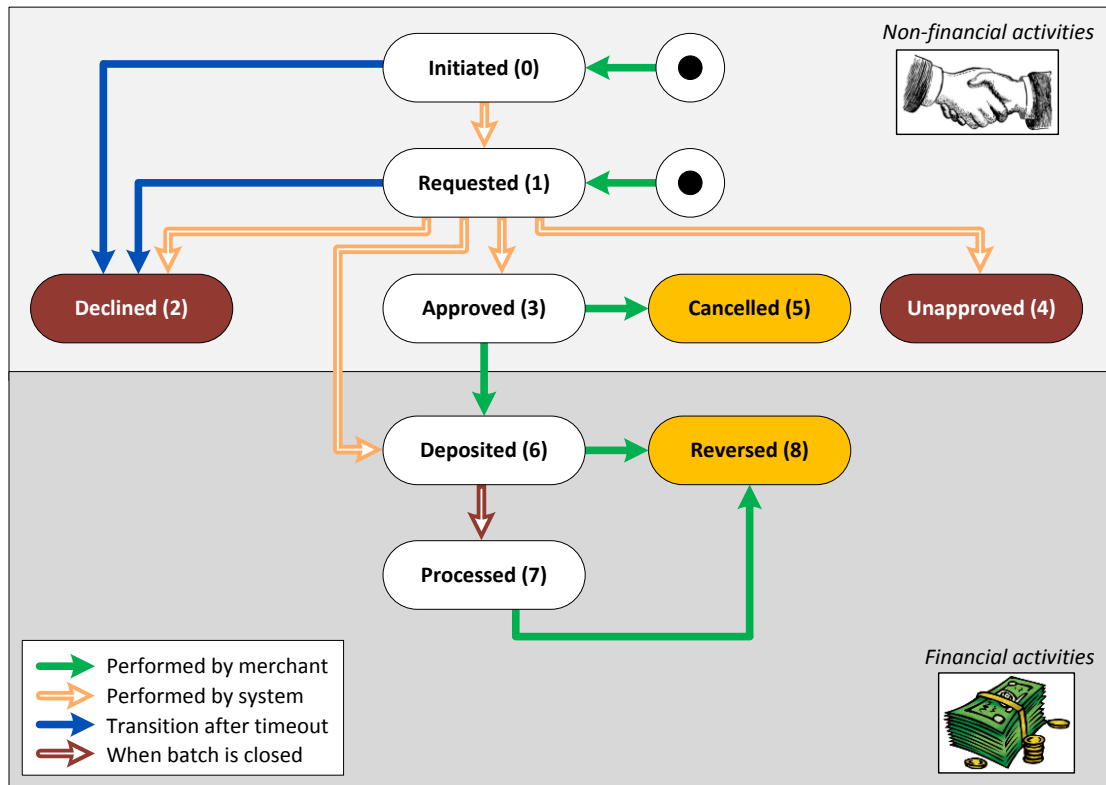 Non-financial activities
Initiated (0)
Requested (1)
Declined (2)
Approved (3)
Cancelled (5)
Unapproved (4)
Deposited (6)
Reversed (8)
Processed (7)
Performed by merchant
Performed by system
Transition after timeout
When batch is closed
Financial activities